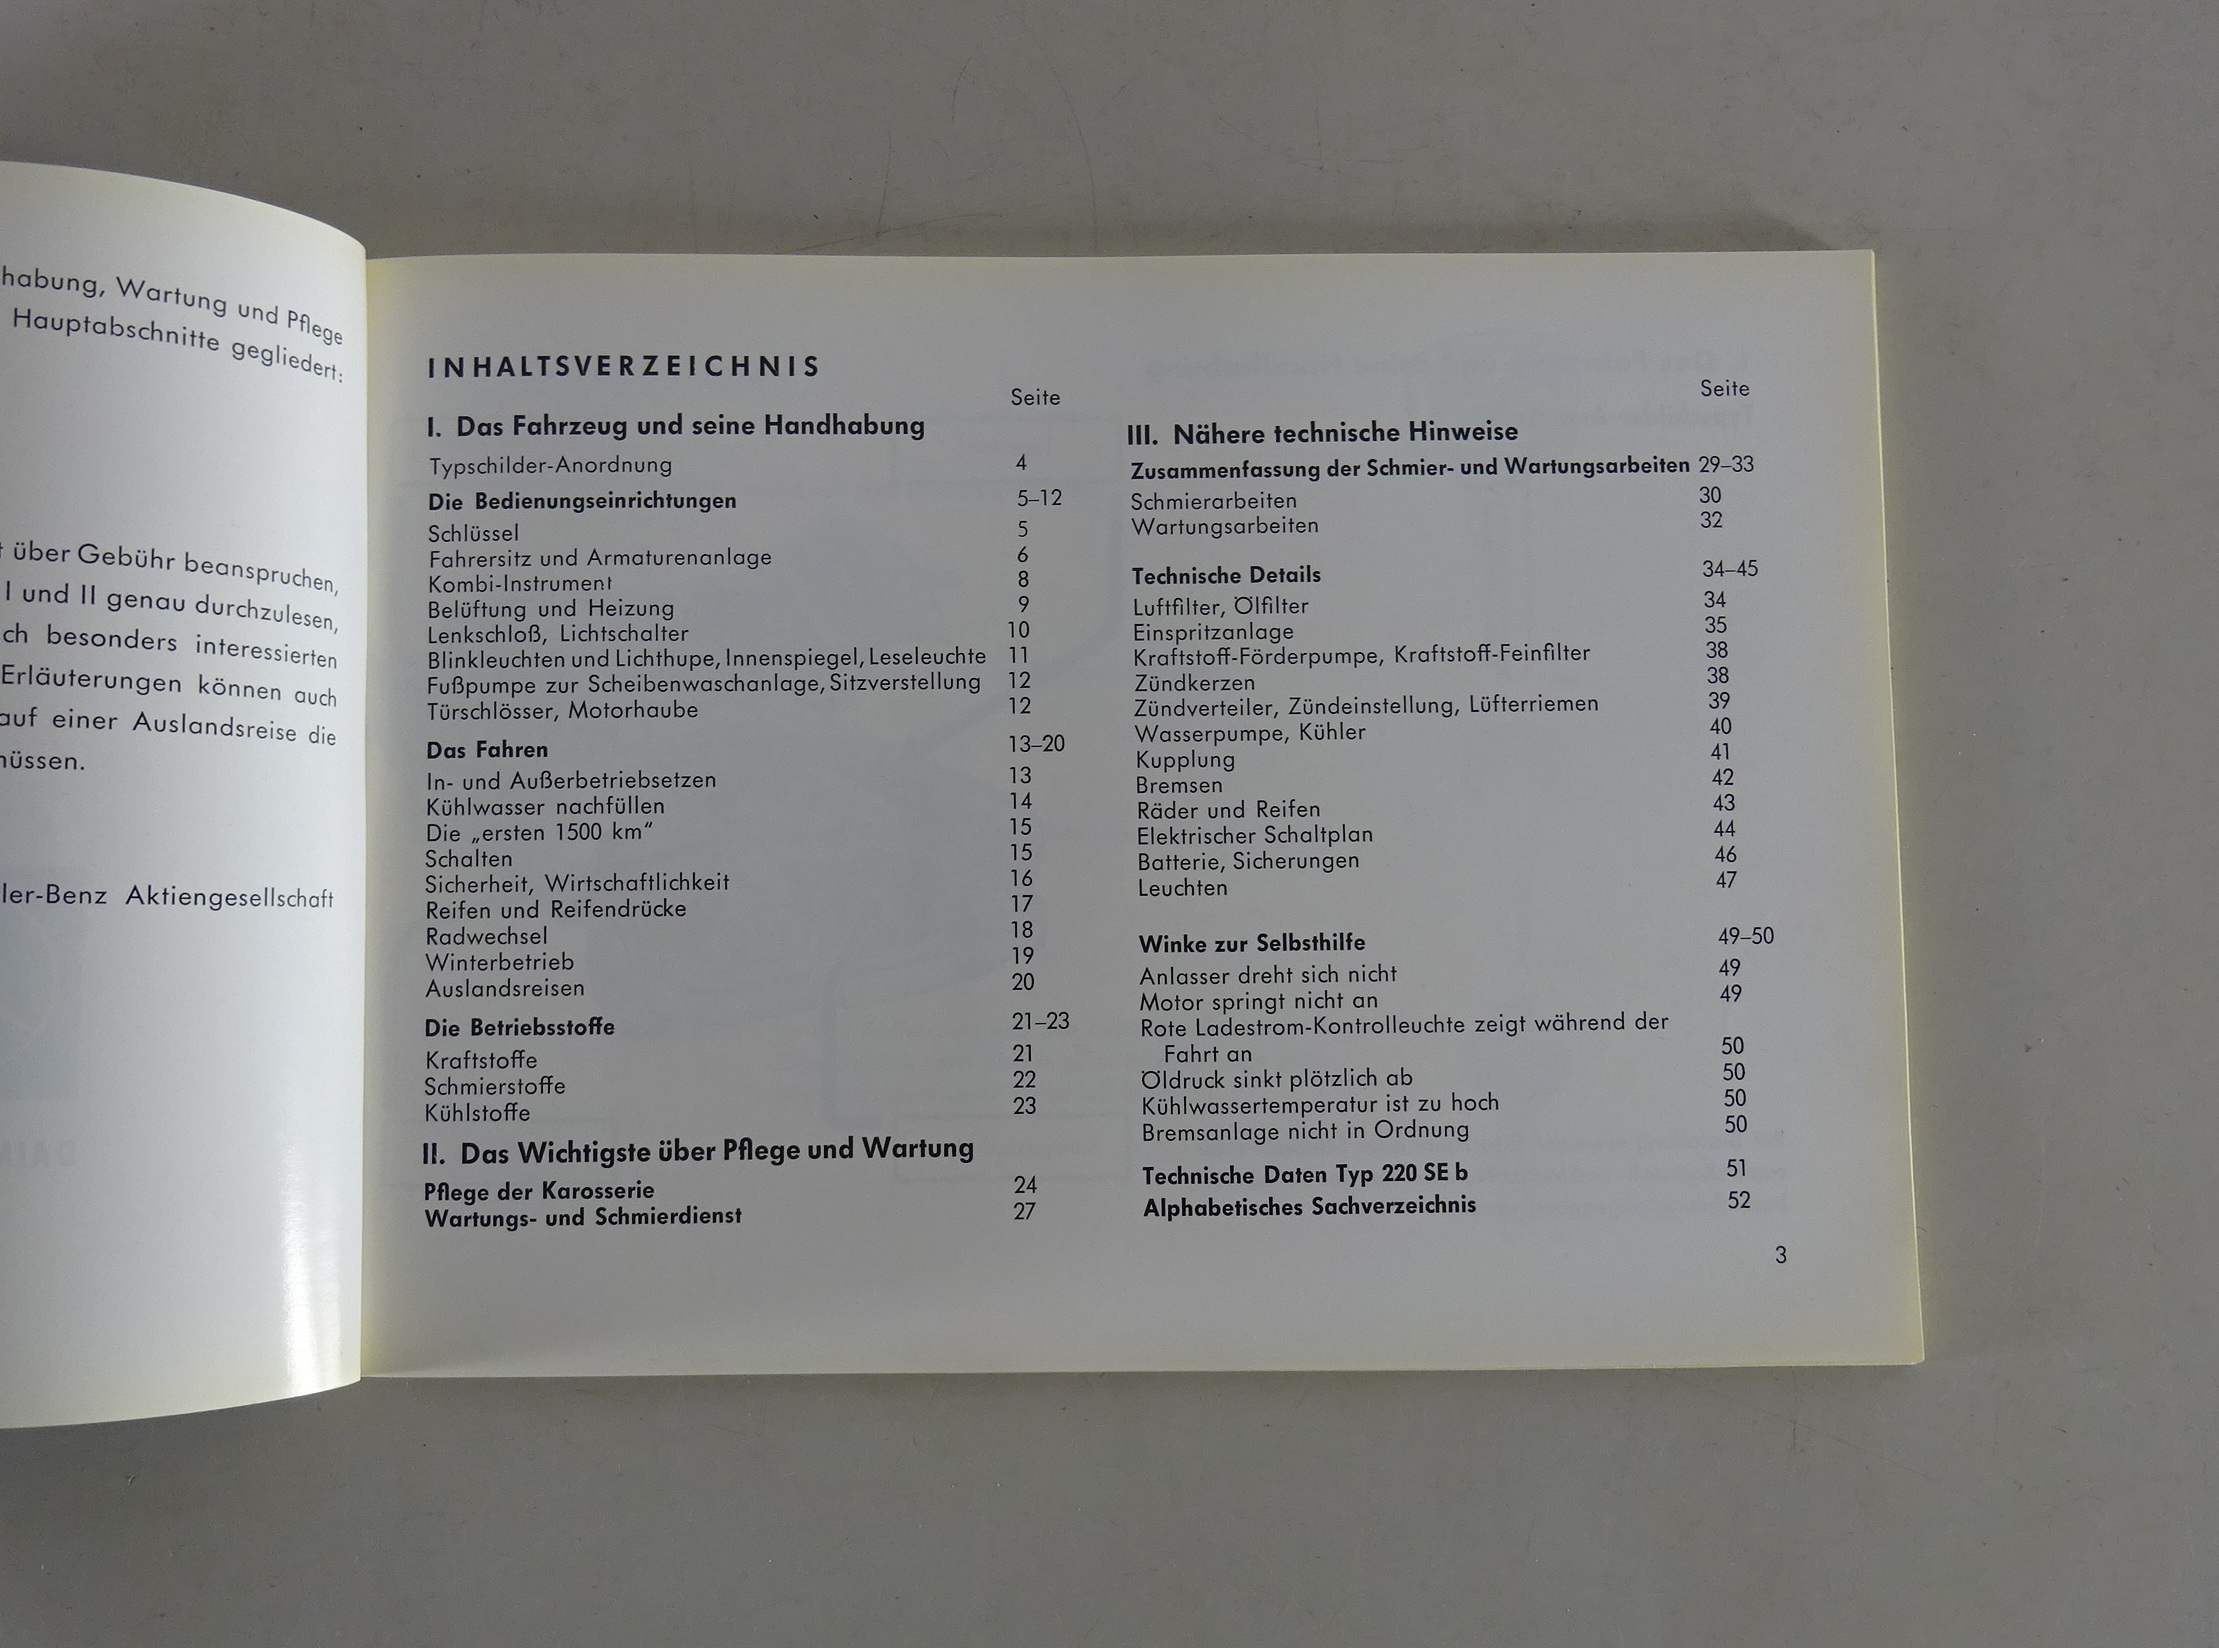 habung, Wartung und Pflege
Hauptabschnitte gegliedert:
über Gebühr beanspruchen,
I und II genau durchzulesen,
ch besonders interessierten
Erläuterungen können auch
auf einer Auslandsreise die
müssen.
ler-Benz Aktiengesellschaft
INHALTSVERZEICHNIS
Seite
I. Das Fahrzeug und seine Handhabung
Typschilder-Anordnung 4
Die Bedienungseinrichtungen 5–12
Schlüssel 5
Fahrersitz und Armaturenanlage 6
Kombi-Instrument 8
Belüftung und Heizung 9
Lenkschloß, Lichtschalter 10
Blinkleuchten und Lichthupe, Innenspiegel, Leseleuchte 11
Fußpumpe zur Scheibenwaschanlage, Sitzverstellung 12
Türschlösser, Motorhaube 12
Das Fahren 13–20
In- und Außerbetriebsetzen 13
Kühlwasser nachfüllen 14
Die „ersten 1500 km“ 15
Schalten 15
Sicherheit, Wirtschaftlichkeit 16
Reifen und Reifendrücke 17
Radwechsel 18
Winterbetrieb 19
Auslandsreisen 20
Die Betriebsstoffe 21–23
Kraftstoffe 21
Schmierstoffe 22
Kühlstoffe 23
II. Das Wichtigste über Pflege und Wartung
Pflege der Karosserie 24
Wartungs- und Schmierdienst 27
Seite
III. Nähere technische Hinweise
Zusammenfassung der Schmier- und Wartungsarbeiten 29–33
Schmierarbeiten 30
Wartungsarbeiten 32
Technische Details 34–45
Luftfilter, Ölfilter 34
Einspritzanlage 35
Kraftstoff-Förderpumpe, Kraftstoff-Feinfilter 38
Zündkerzen 38
Zündverteiler, Zündeinstellung, Lüfterriemen 39
Wasserpumpe, Kühler 40
Kupplung 41
Bremsen 42
Räder und Reifen 43
Elektrischer Schaltplan 44
Batterie, Sicherungen 46
Leuchten 47
Winke zur Selbsthilfe 49–50
Anlasser dreht sich nicht 49
Motor springt nicht an 49
Rote Ladestrom-Kontrolleuchte zeigt während der
Fahrt an 50
Öldruck sinkt plötzlich ab 50
Kühlwassertemperatur ist zu hoch 50
Bremsanlage nicht in Ordnung 50
Technische Daten Typ 220 SE b 51
Alphabetisches Sachverzeichnis 52
3